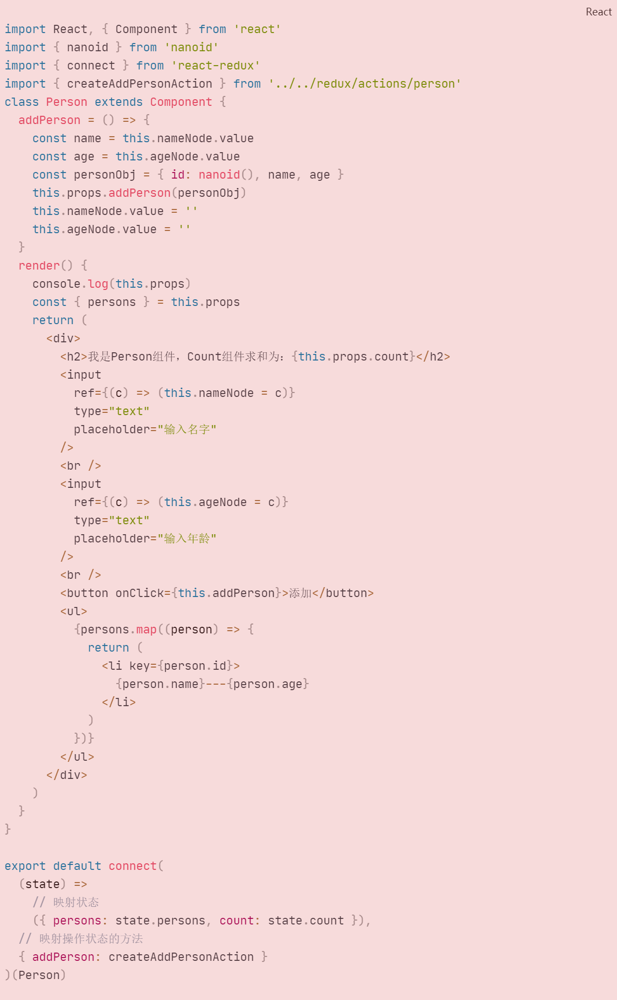 React
import React, { Component } from 'react'
import { nanoid } from 'nanoid'
import { connect } from 'react-redux'
import { createAddPersonAction } from '../../redux/actions/person'
class Person extends Component {
  addPerson = () => {
    const name = this.nameNode.value
    const age = this.ageNode.value
    const personObj = { id: nanoid(), name, age }
    this.props.addPerson(personObj)
    this.nameNode.value = ''
    this.ageNode.value = ''
  }
  render() {
    console.log(this.props)
    const { persons } = this.props
    return (
      <div>
        <h2>我是Person组件，Count组件求和为：{this.props.count}</h2>
        <input
          ref={(c) => (this.nameNode = c)}
          type="text"
          placeholder="输入名字"
        />
        <br />
        <input
          ref={(c) => (this.ageNode = c)}
          type="text"
          placeholder="输入年龄"
        />
        <br />
        <button onClick={this.addPerson}>添加</button>
        <ul>
          {persons.map((person) => {
            return (
              <li key={person.id}>
                {person.name}---{person.age}
              </li>
            )
          })}
        </ul>
      </div>
    )
  }
}

export default connect(
  (state) =>
    // 映射状态
    ({ persons: state.persons, count: state.count }),
  // 映射操作状态的方法
  { addPerson: createAddPersonAction }
)(Person)